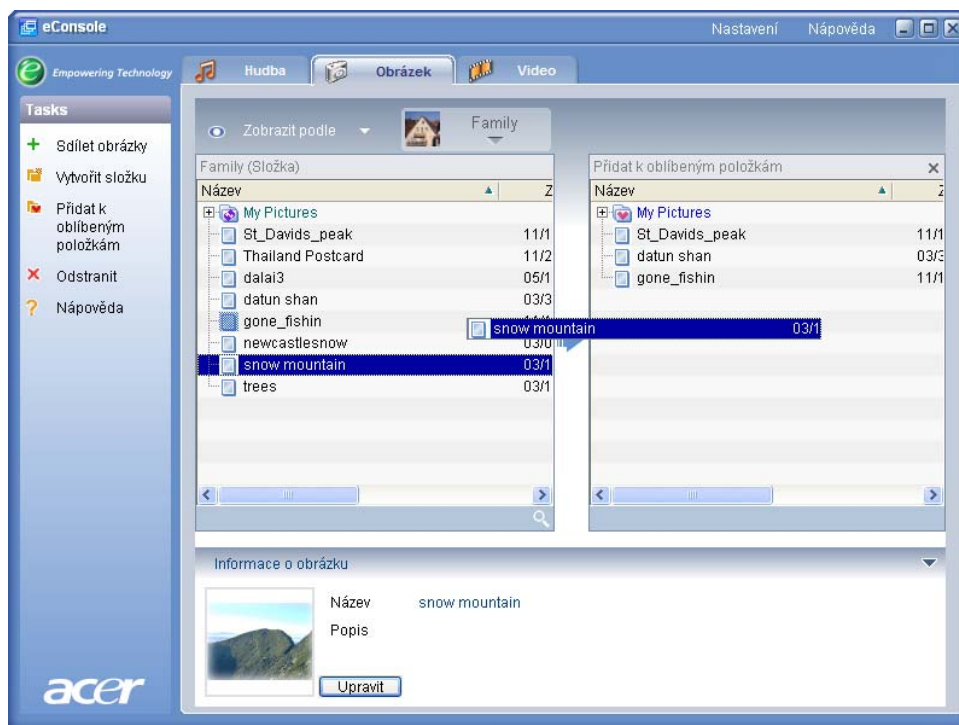 eConsole
Nastavení Nápověda
Empowering Technology
Hudba Obrázek Video
Tasks
Sdílet obrázky
Vytvořit složku
Přidat k
oblíbeným
položkám
Odstranit
Nápověda
Zobrazit podle
Family
Family (Složka)
Název Z
My Pictures
St_Davids_peak 11/1
Thailand Postcard 11/2
dalai3 05/1
datun shan 03/3
gone_fishin
newcastlesnow 03/0
snow mountain 03/1
trees 03/1
snow mountain 03/1
Přidat k oblíbeným položkám
Název Z
My Pictures
St_Davids_peak 11/1
datun shan 03/3
gone_fishin 11/1
Informace o obrázku
Název snow mountain
Popis
Upravit
acer